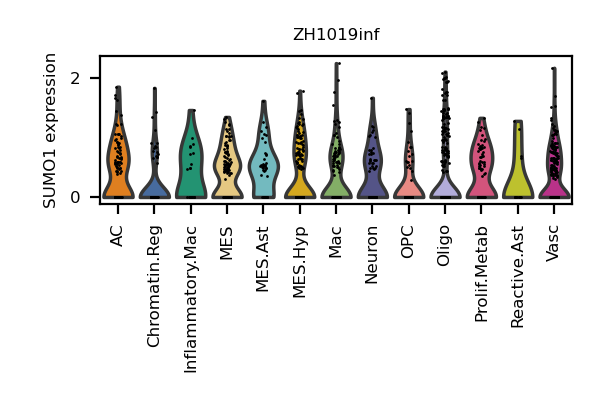 ZH1019inf
SUMO1 expression
2
0
AC
Chromatin.Reg
Inflammatory.Mac
MES
MES.Ast
MES.Hyp
Mac
Neuron
OPC
Oligo
Prolif.Metab
Reactive.Ast
Vasc